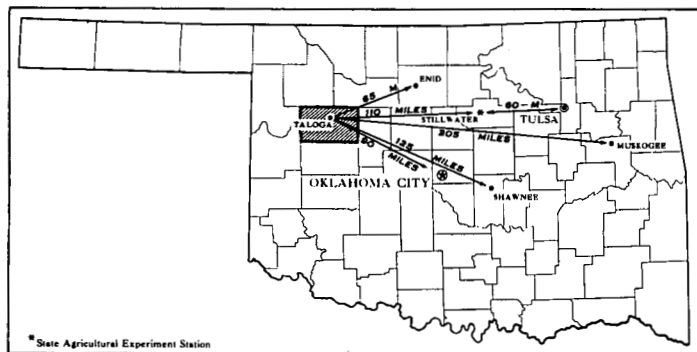 ENID
65 M
110 MILES
60-M
STILLWATER
TULSA
TALOGA
205 MILES
MUSKOGEE
135 MILES
80 MILES
OKLAHOMA CITY
SHAWNEE
*State Agricultural Experiment Station